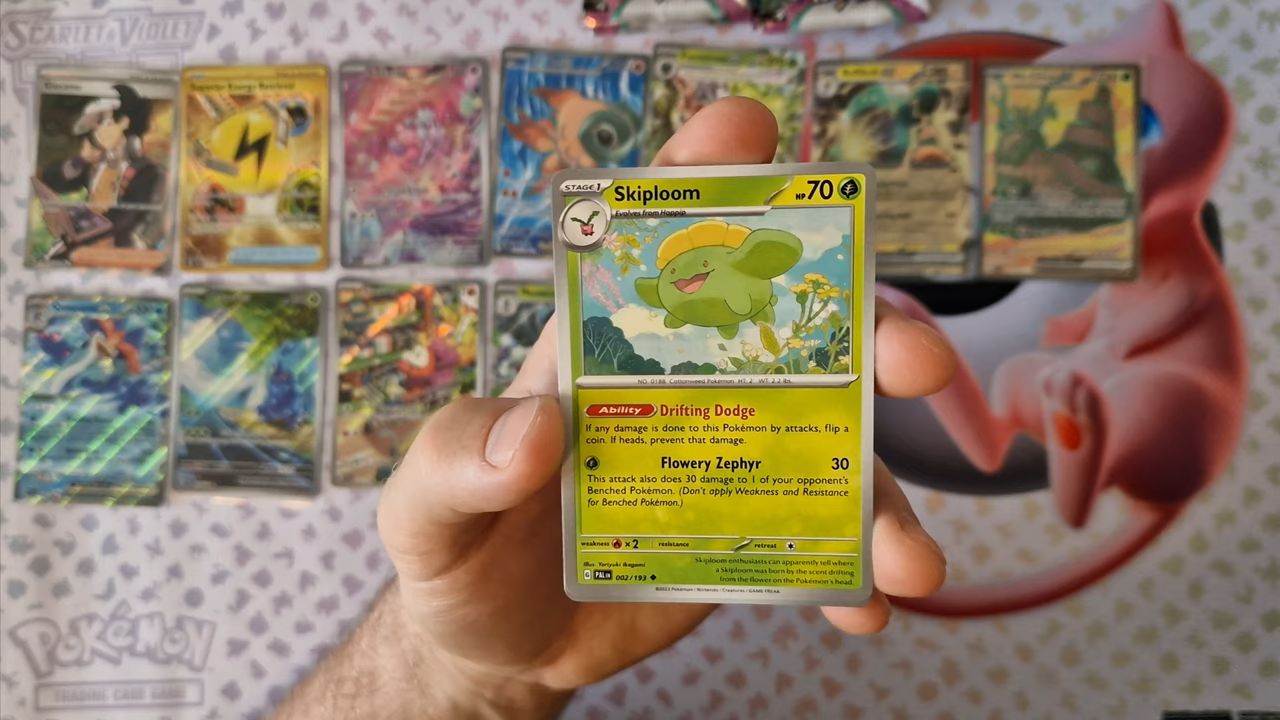 SCARLET & VIOLET
Superior Energy Retrieval
STAGE 1
Skiploom
HP 70
Evolves from Hoppip
NO. 0188 Cottonweed Pokémon HT. 2' WT. 2.2 lbs.
Ability Drifting Dodge
If any damage is done to this Pokémon by attacks, flip a
coin. If heads, prevent that damage.
Flowery Zephyr 30
This attack also does 30 damage to 1 of your opponent's
Benched Pokémon. (Don't apply Weakness and Resistance
for Benched Pokémon.)
weakness ×2 resistance retreat
Illus. Yoriyuki Ikegami
G PAL EN 002/193
Skiploom enthusiasts can apparently tell where
a Skiploom was born by the scent drifting
from the flower on the Pokémon's head.
©2023 Pokémon / Nintendo / Creatures / GAME FREAK
POKÉMON
TRADING CARD GAME